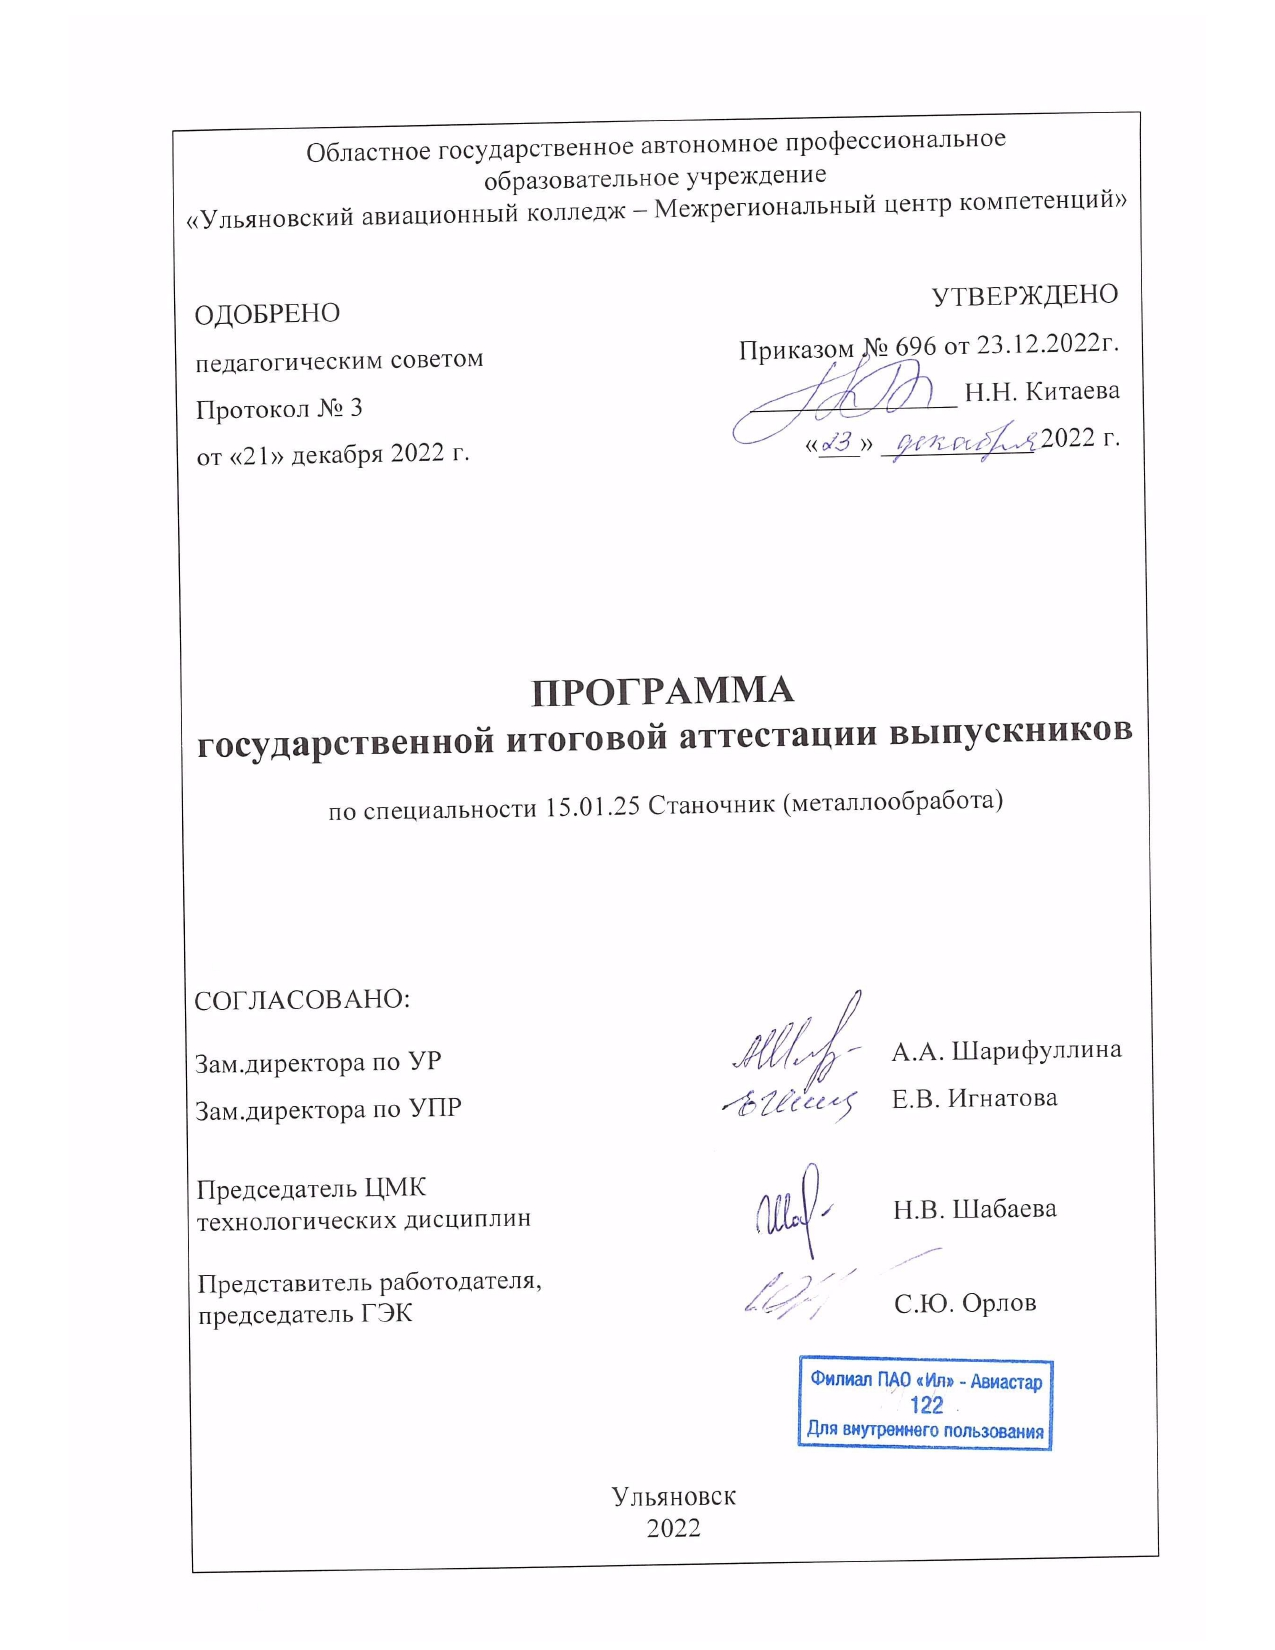 Областное государственное автономное профессиональное
образовательное учреждение
«Ульяновский авиационный колледж – Межрегиональный центр компетенций»
ОДОБРЕНО
педагогическим советом
Протокол № 3
от «21» декабря 2022 г.
УТВЕРЖДЕНО
Приказом № 696 от 23.12.2022г.
Н.Н. Китаева
«23» декабря 2022 г.
ПРОГРАММА
государственной итоговой аттестации выпускников
по специальности 15.01.25 Станочник (металлообработа)
СОГЛАСОВАНО:
Зам.директора по УР А.А. Шарифуллина
Зам.директора по УПР Е.В. Игнатова
Председатель ЦМК
технологических дисциплин Н.В. Шабаева
Представитель работодателя,
председатель ГЭК С.Ю. Орлов
Филиал ПАО «Ил» - Авиастар
122
Для внутреннего пользования
Ульяновск
2022